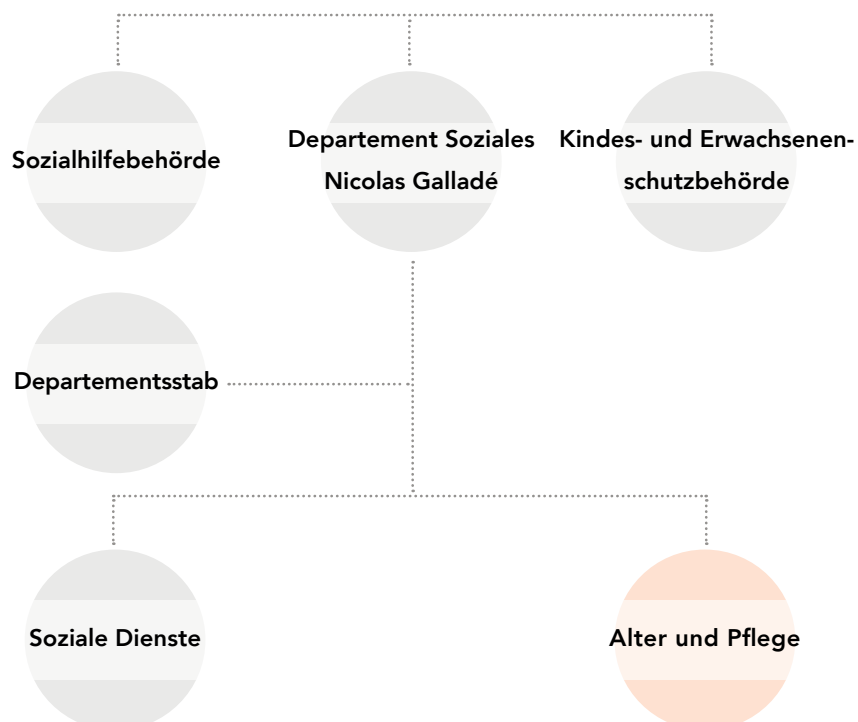 Sozialhilfebehörde
Departement Soziales
Nicolas Galladé
Kindes- und Erwachsenen-
schutzbehörde
Departementsstab
Soziale Dienste
Alter und Pflege